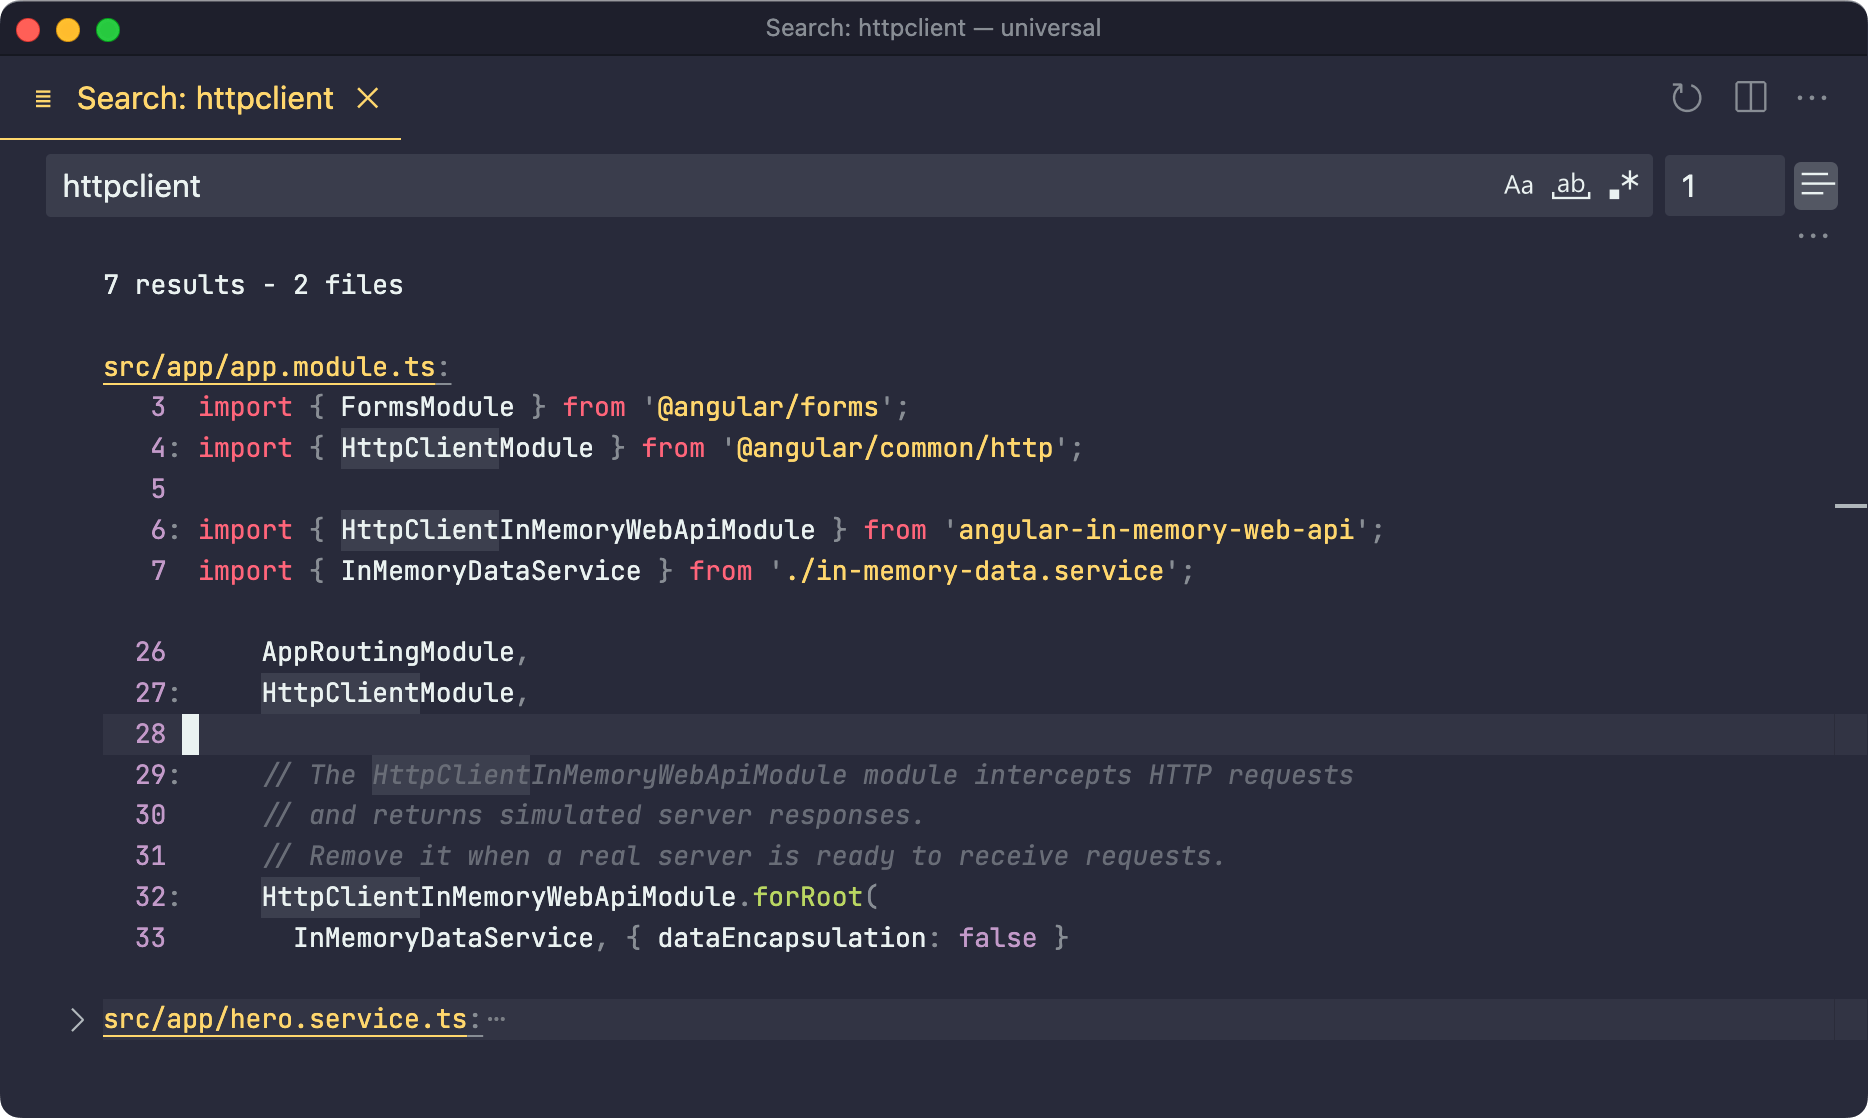 Search: httpclient — universal
Search: httpclient
httpclient Aa ab .* 1
7 results - 2 files
src/app/app.module.ts:
3 import { FormsModule } from '@angular/forms';
4: import { HttpClientModule } from '@angular/common/http';
5
6: import { HttpClientInMemoryWebApiModule } from 'angular-in-memory-web-api';
7 import { InMemoryDataService } from './in-memory-data.service';
26 AppRoutingModule,
27: HttpClientModule,
28
29: // The HttpClientInMemoryWebApiModule module intercepts HTTP requests
30 // and returns simulated server responses.
31 // Remove it when a real server is ready to receive requests.
32: HttpClientInMemoryWebApiModule.forRoot(
33 InMemoryDataService, { dataEncapsulation: false }
src/app/hero.service.ts:⋯